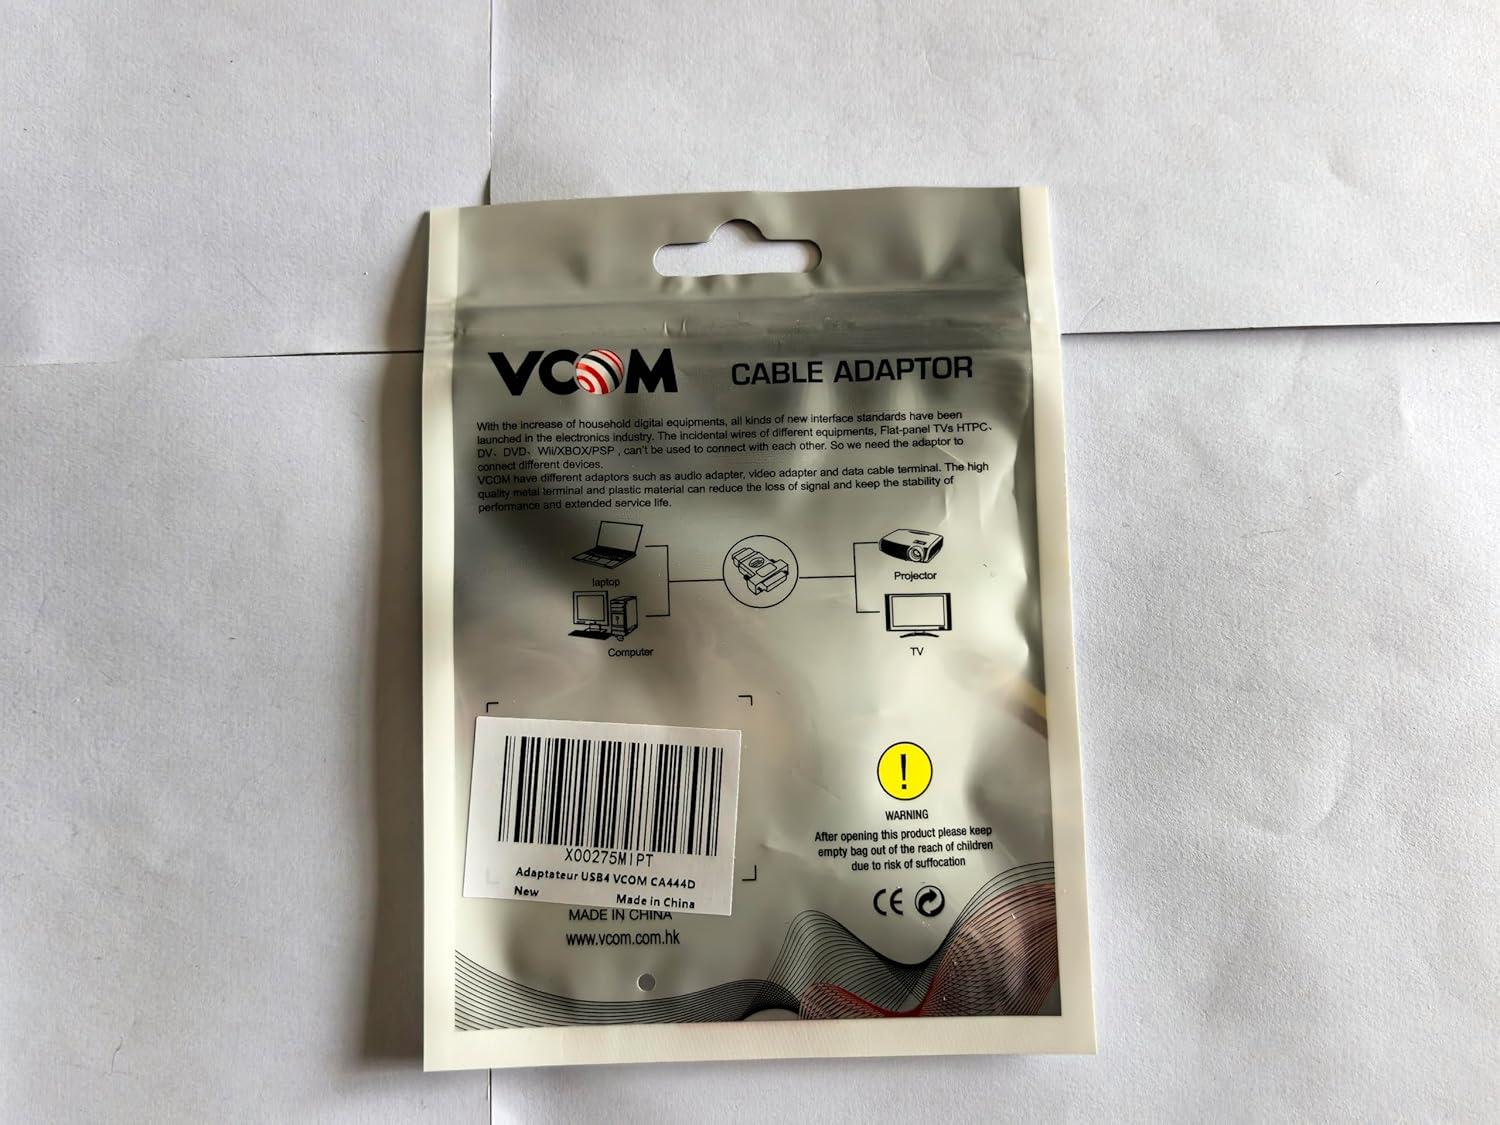 VCOM
CABLE ADAPTOR
With the increase of household digital equipments, all kinds of new interface standards have been
launched in the electronics industry. The incidental wires of different equipments, Flat-panel TVs HTPC、
DV、DVD、Wii/XBOX/PSP , can't be used to connect with each other. So we need the adaptor to
connect different devices.
VCOM have different adaptors such as audio adapter, video adapter and data cable terminal. The high
quality metal terminal and plastic material can reduce the loss of signal and keep the stability of
performance and extended service life.
laptop
Projector
Computer
TV
X00275MIPT
Adaptateur USB4 VCOM CA444D
New
Made in China
MADE IN CHINA
www.vcom.com.hk
!
WARNING
After opening this product please keep
empty bag out of the reach of children
due to risk of suffocation
CE